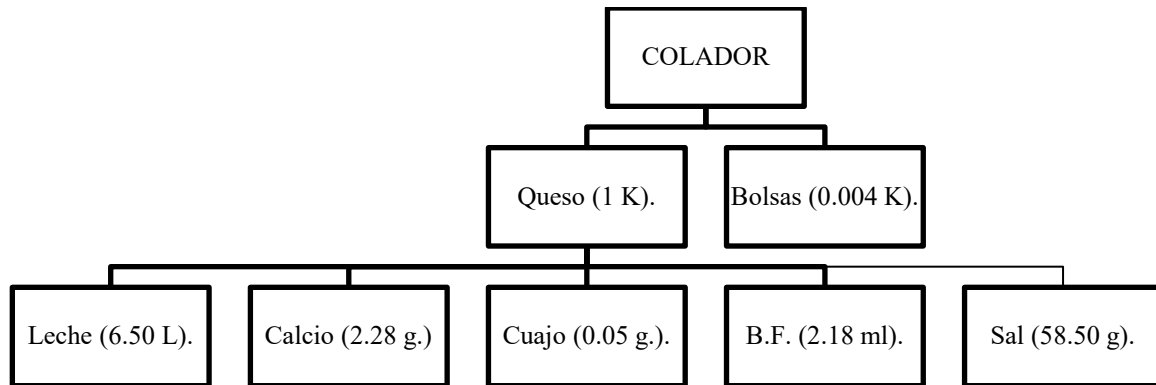 COLADOR
Queso (1 K).
Bolsas (0.004 K).
Leche (6.50 L).
Calcio (2.28 g.)
Cuajo (0.05 g.).
B.F. (2.18 ml).
Sal (58.50 g).